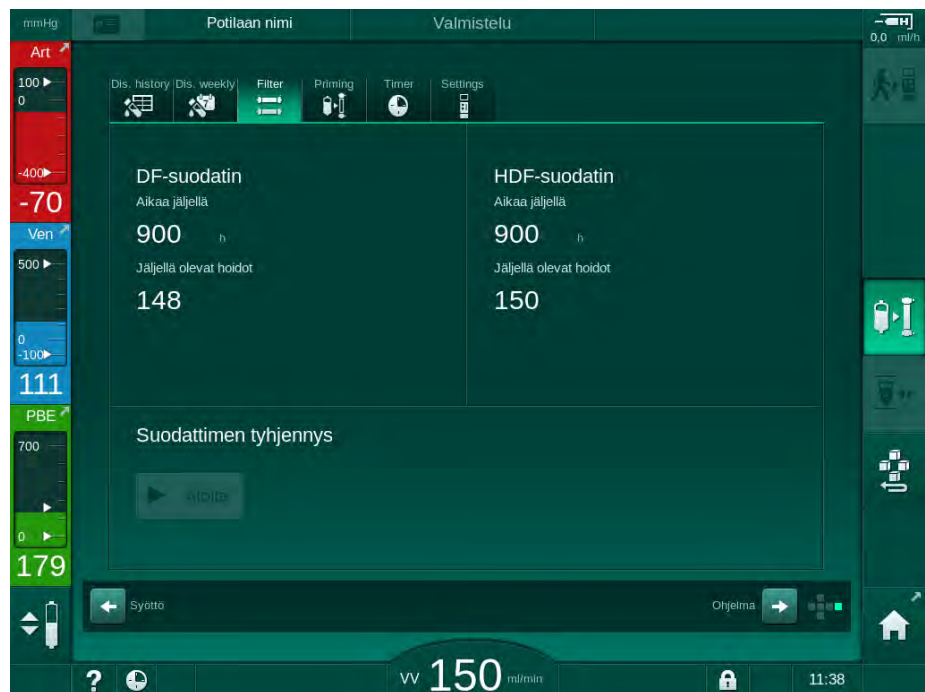 mmHg
Potilaan nimi
Valmistelu
0,0 ml/h
Art
100
0
-400
-70
Ven
500
0
-100
111
PBE
700
0
179
Dis. history
Dis. weekly
Filter
Priming
Timer
Settings
7
DF-suodatin
Aikaa jäljellä
900 h
Jäljellä olevat hoidot
148
HDF-suodatin
Aikaa jäljellä
900 h
Jäljellä olevat hoidot
150
Suodattimen tyhjennys
Aloita
Syöttö
Ohjelma
?
VV 150 ml/min
11:38